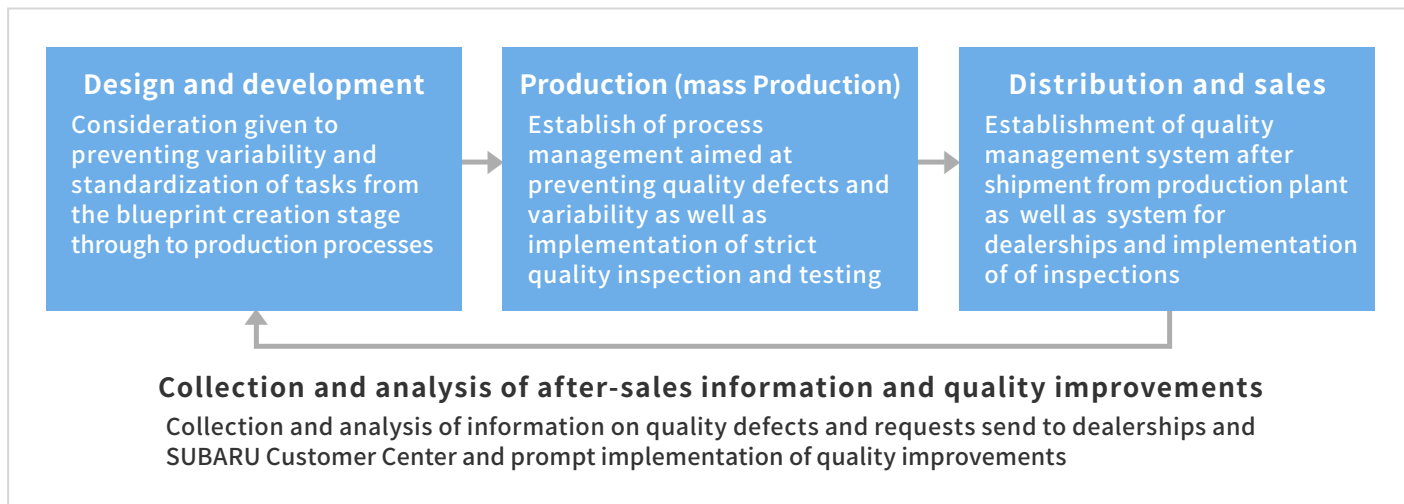 Design and development
Consideration given to
preventing variability and
standardization of tasks from
the blueprint creation stage
through to production processes
Production (mass Production)
Establish of process
management aimed at
preventing quality defects and
variability as well as
implementation of strict
quality inspection and testing
Distribution and sales
Establishment of quality
management system after
shipment from production plant
as well as system for
dealerships and implementation
of of inspections
Collection and analysis of after-sales information and quality improvements
Collection and analysis of information on quality defects and requests send to dealerships and
SUBARU Customer Center and prompt implementation of quality improvements